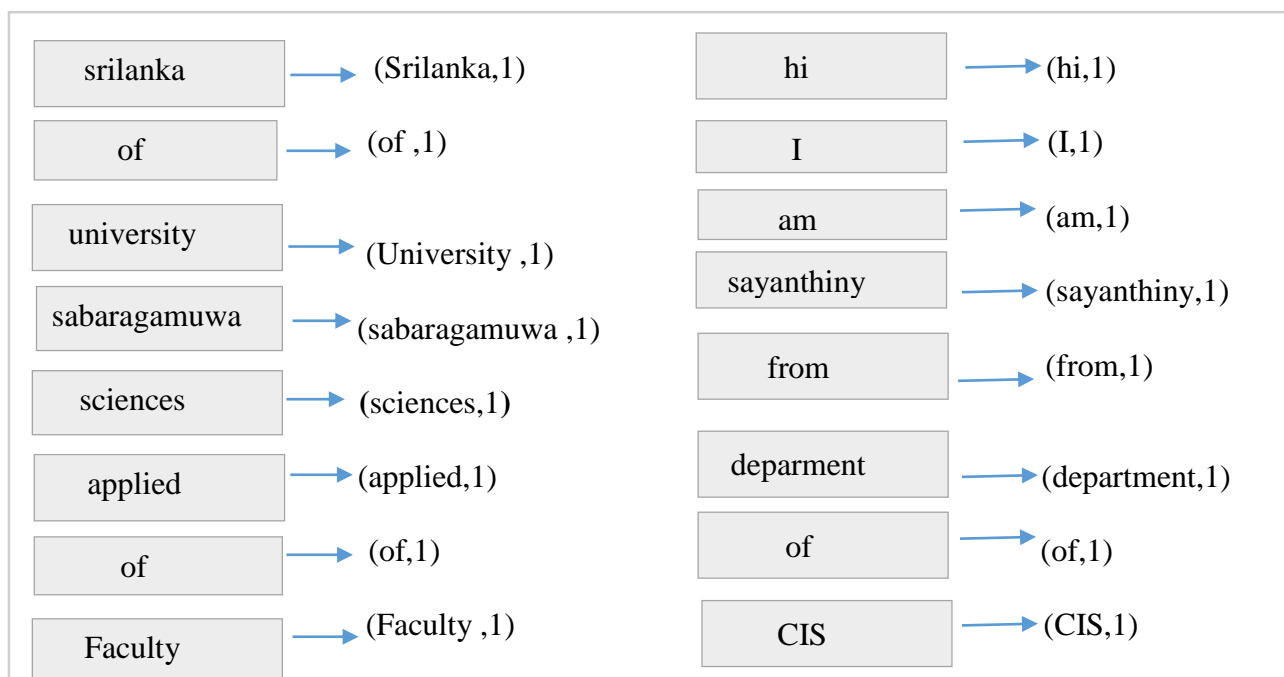 srilanka (Srilanka,1)
of (of ,1)
university (University ,1)
sabaragamuwa (sabaragamuwa ,1)
sciences (sciences,1)
applied (applied,1)
of (of,1)
Faculty (Faculty ,1)
hi (hi,1)
I (I,1)
am (am,1)
sayanthiny (sayanthiny,1)
from (from,1)
deparment (department,1)
of (of,1)
CIS (CIS,1)